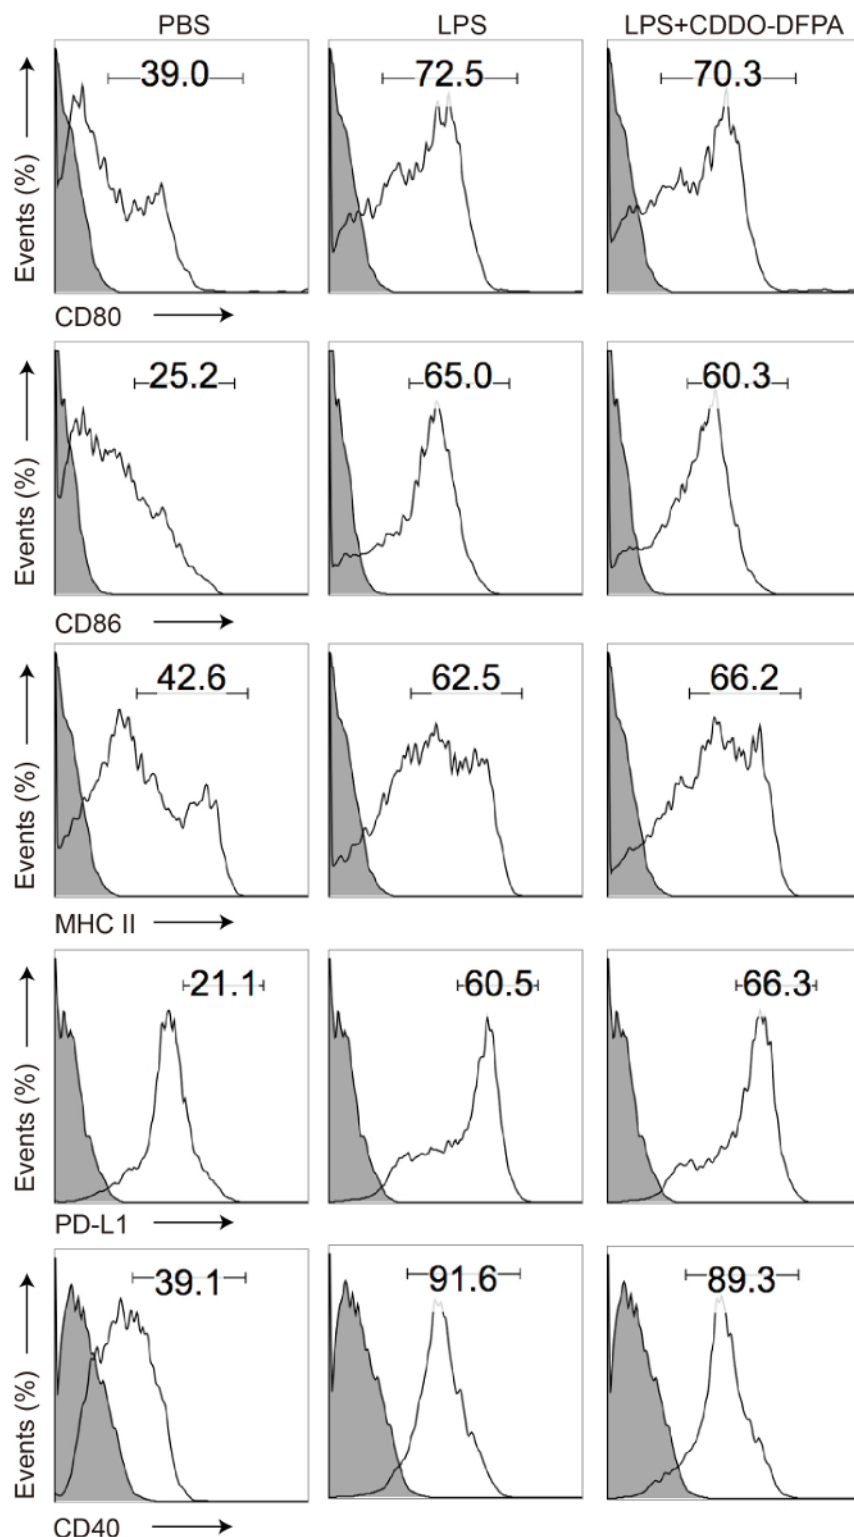 PBS LPS LPS+CDDO-DFPA
Events (%) 39.0 72.5 70.3
CD80
Events (%) 25.2 65.0 60.3
CD86
Events (%) 42.6 62.5 66.2
MHC II
Events (%) 21.1 60.5 66.3
PD-L1
Events (%) 39.1 91.6 89.3
CD40